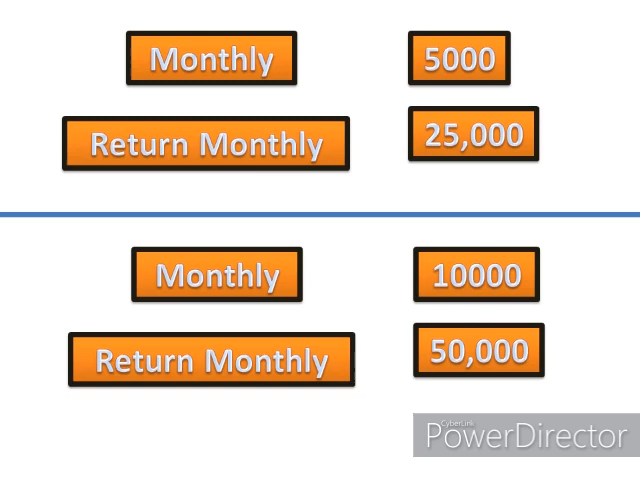 Monthly 5000
Return Monthly 25,000
Monthly 10000
Return Monthly 50,000
CyberLink
PowerDirector